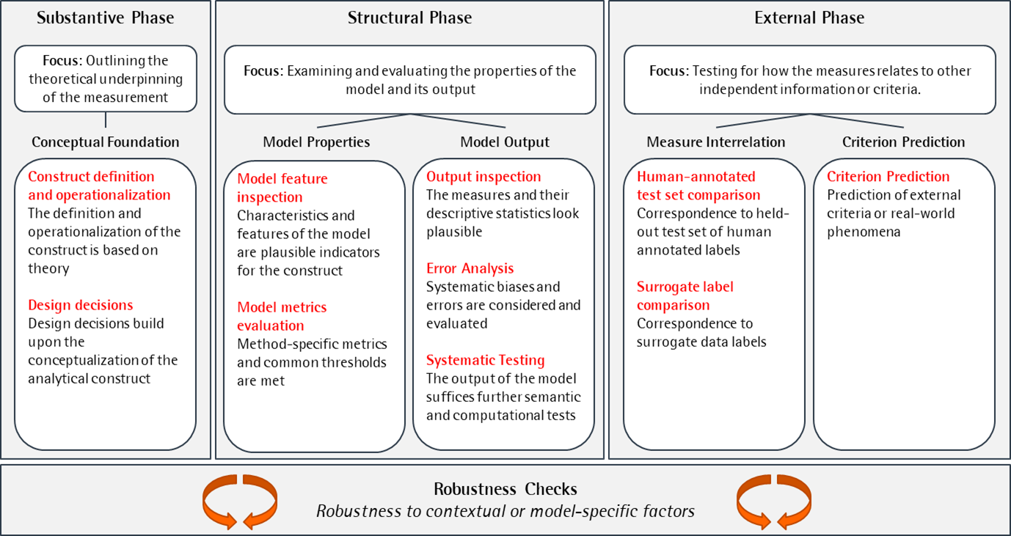 Substantive Phase
Focus: Outlining the
theoretical underpinning
of the measurement
Conceptual Foundation
Construct definition
and operationalization
The definition and
operationalization of the
construct is based on
theory
Design decisions
Design decisions build
upon the
conceptualization of the
analytical construct
Structural Phase
Focus: Examining and evaluating the properties of the
model and its output
Model Properties
Model feature
inspection
Characteristics and
features of the model
are plausible indicators
for the construct
Model metrics
evaluation
Method-specific metrics
and common thresholds
are met
Model Output
Output inspection
The measures and their
descriptive statistics look
plausible
Error Analysis
Systematic biases and
errors are considered and
evaluated
Systematic Testing
The output of the model
suffices further semantic
and computational tests
External Phase
Focus: Testing for how the measures relates to other
independent information or criteria.
Measure Interrelation
Human-annotated
test set comparison
Correspondence to held-
out test set of human
annotated labels
Surrogate label
comparison
Correspondence to
surrogate data labels
Criterion Prediction
Criterion Prediction
Prediction of external
criteria or real-world
phenomena
Robustness Checks
Robustness to contextual or model-specific factors